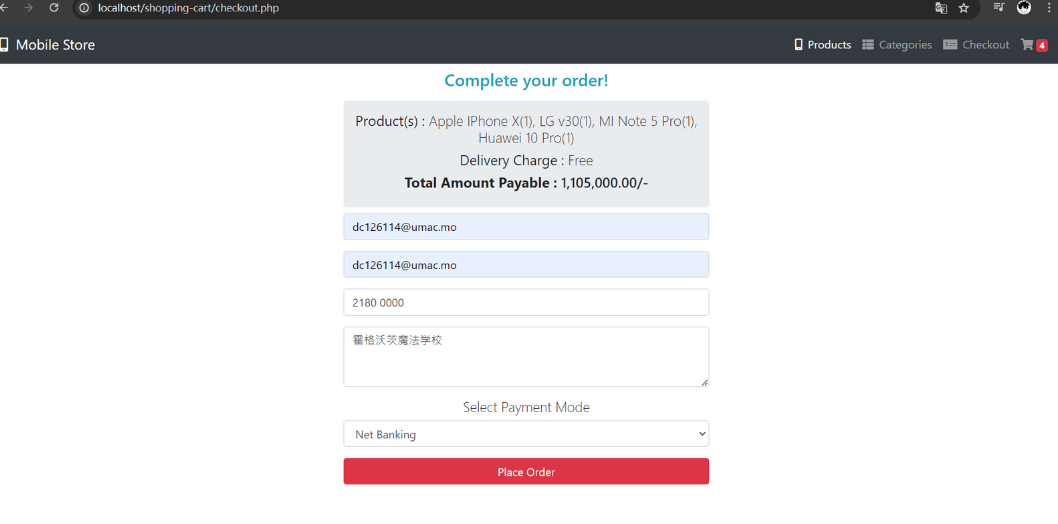 localhost/shopping-cart/checkout.php
Mobile Store
Products Categories Checkout 4
Complete your order!
Product(s) : Apple IPhone X(1), LG v30(1), MI Note 5 Pro(1),
Huawei 10 Pro(1)
Delivery Charge : Free
Total Amount Payable : 1,105,000.00/-
dc126114@umac.mo
dc126114@umac.mo
2180 0000
霍格沃茨魔法学校
Select Payment Mode
Net Banking
Place Order